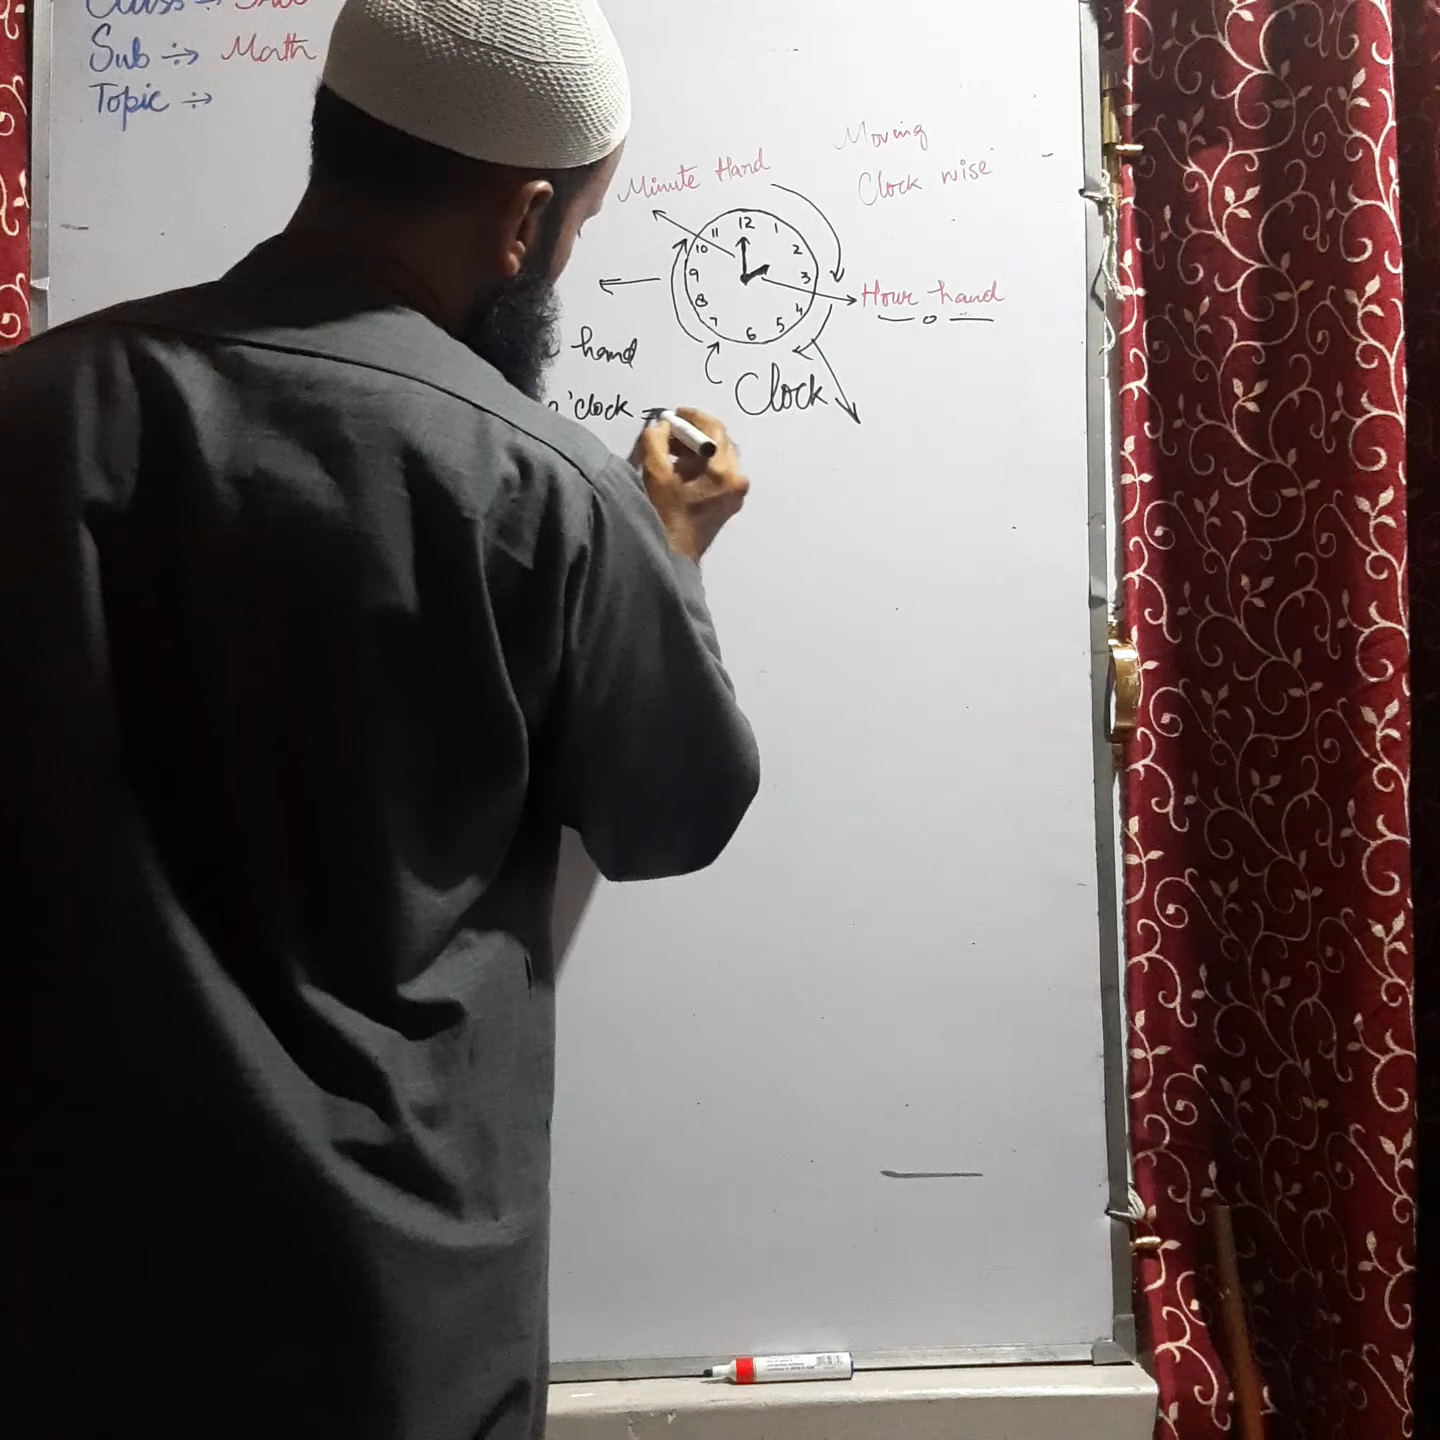 Sub ÷→ Math
Topic ÷→
Moving
Clock wise
Minute Hand
12
11 1
10 2
9 3
8 4
7 5
6
Hour hand
hand
'clock =
Clock